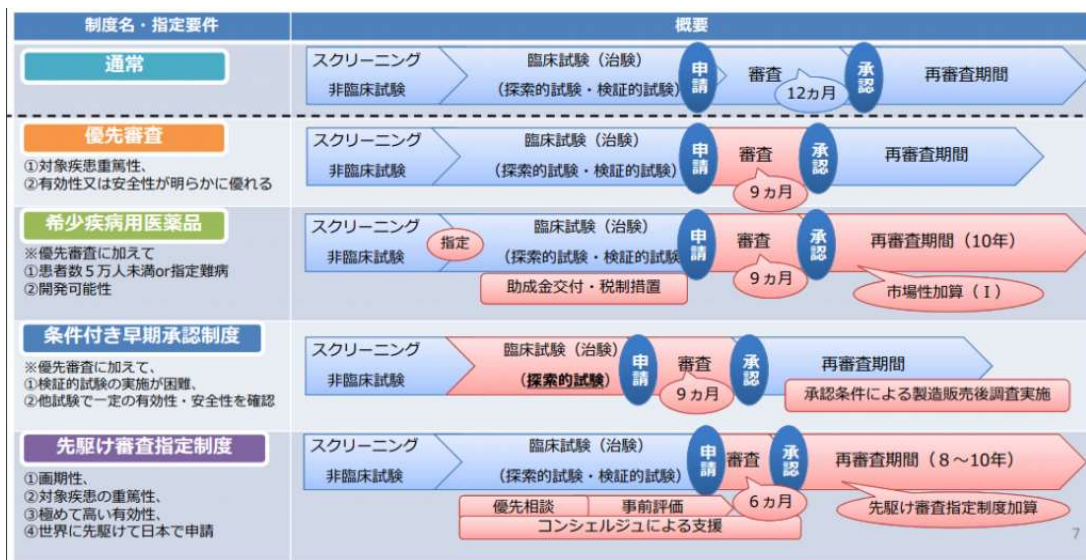 制度名・指定要件
概要
通常
スクリーニング
非臨床試験
臨床試験（治験）
（探索的試験・検証的試験）
申請
審査
12カ月
承認
再審査期間
優先審査
①対象疾患重篤性、
②有効性又は安全性が明らかに優れる
スクリーニング
非臨床試験
臨床試験（治験）
（探索的試験・検証的試験）
申請
審査
9カ月
承認
再審査期間
希少疾病用医薬品
※優先審査に加えて
①患者数５万人未満or指定難病
②開発可能性
スクリーニング
非臨床試験
指定
臨床試験（治験）
（探索的試験・検証的試験）
助成金交付・税制措置
申請
審査
9カ月
承認
再審査期間（10年）
市場性加算（Ⅰ）
条件付き早期承認制度
※優先審査に加えて、
①検証的試験の実施が困難、
②他試験で一定の有効性・安全性を確認
スクリーニング
非臨床試験
臨床試験（治験）
（探索的試験）
申請
審査
9カ月
承認
再審査期間
承認条件による製造販売後調査実施
先駆け審査指定制度
①画期性、
②対象疾患の重篤性、
③極めて高い有効性、
④世界に先駆けて日本で申請
スクリーニング
非臨床試験
臨床試験（治験）
（探索的試験・検証的試験）
優先相談
事前評価
コンシェルジュによる支援
申請
審査
6カ月
承認
再審査期間（８～10年）
先駆け審査指定制度加算
7